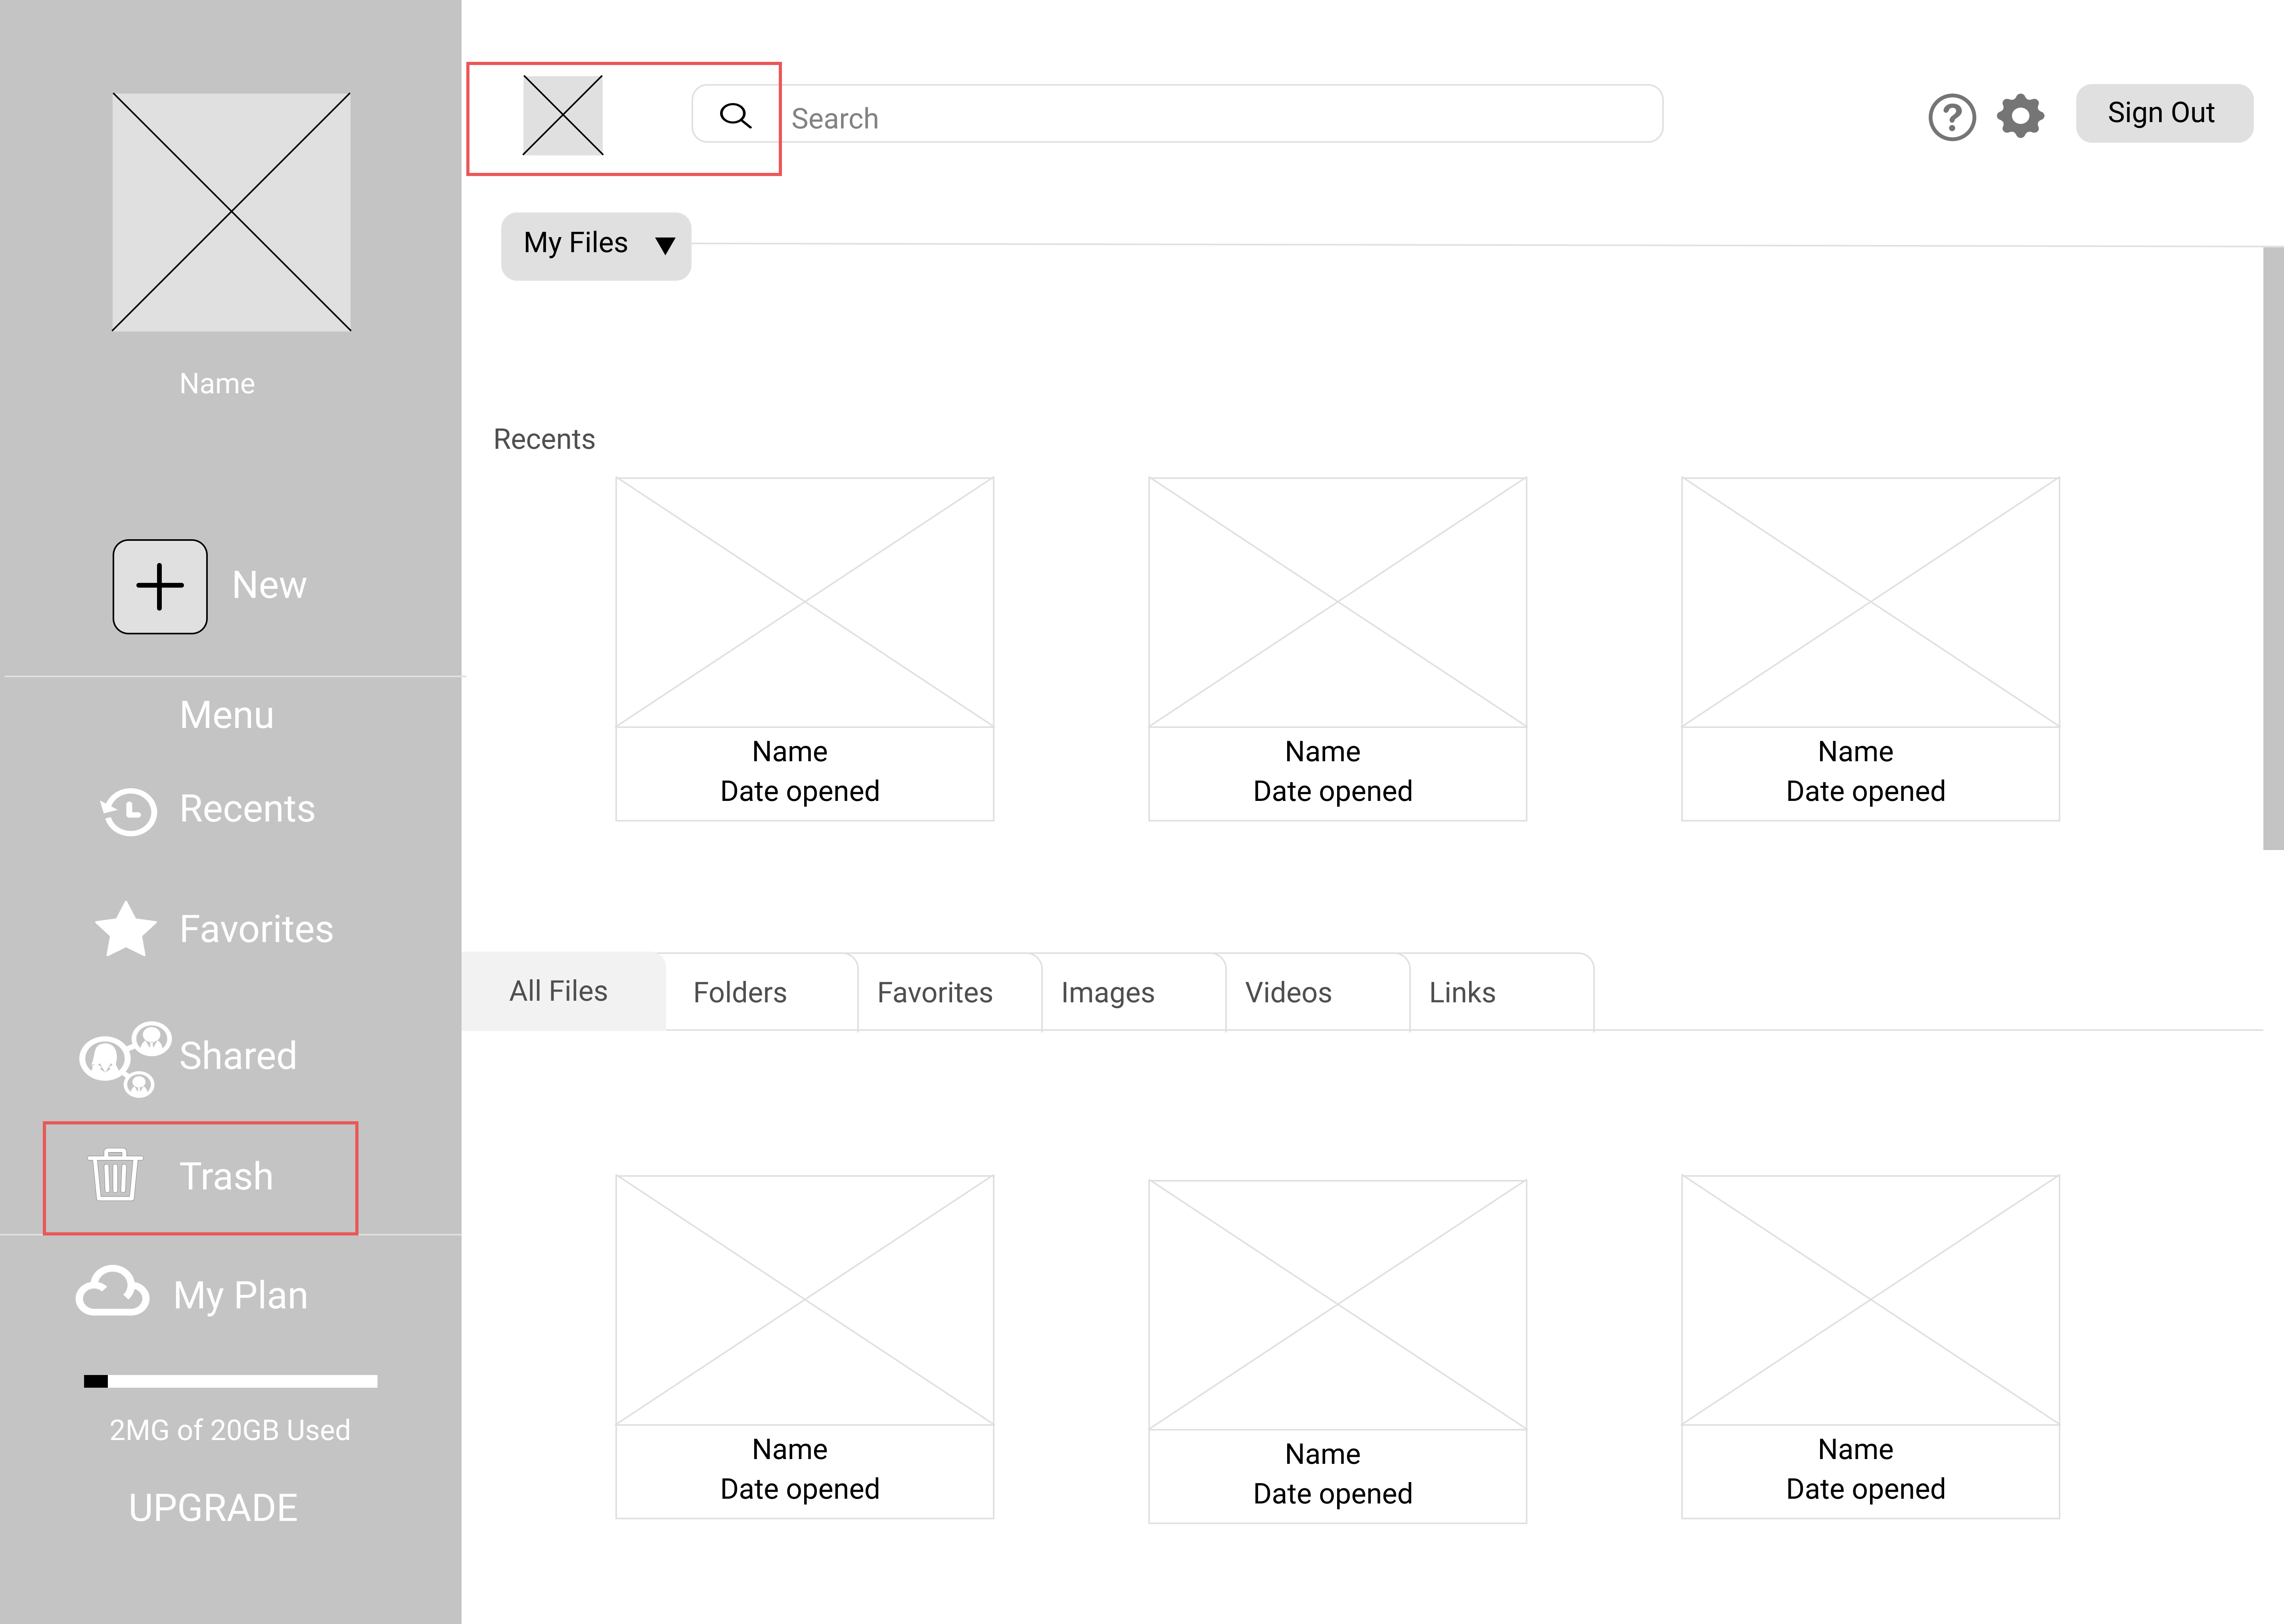 Name
New
Menu
Recents
Favorites
Shared
Trash
My Plan
2MG of 20GB Used
UPGRADE
Search
? Sign Out
My Files
Recents
Name Name Name
Date opened Date opened Date opened
All Files Folders Favorites Images Videos Links
Name Name Name
Date opened Date opened Date opened